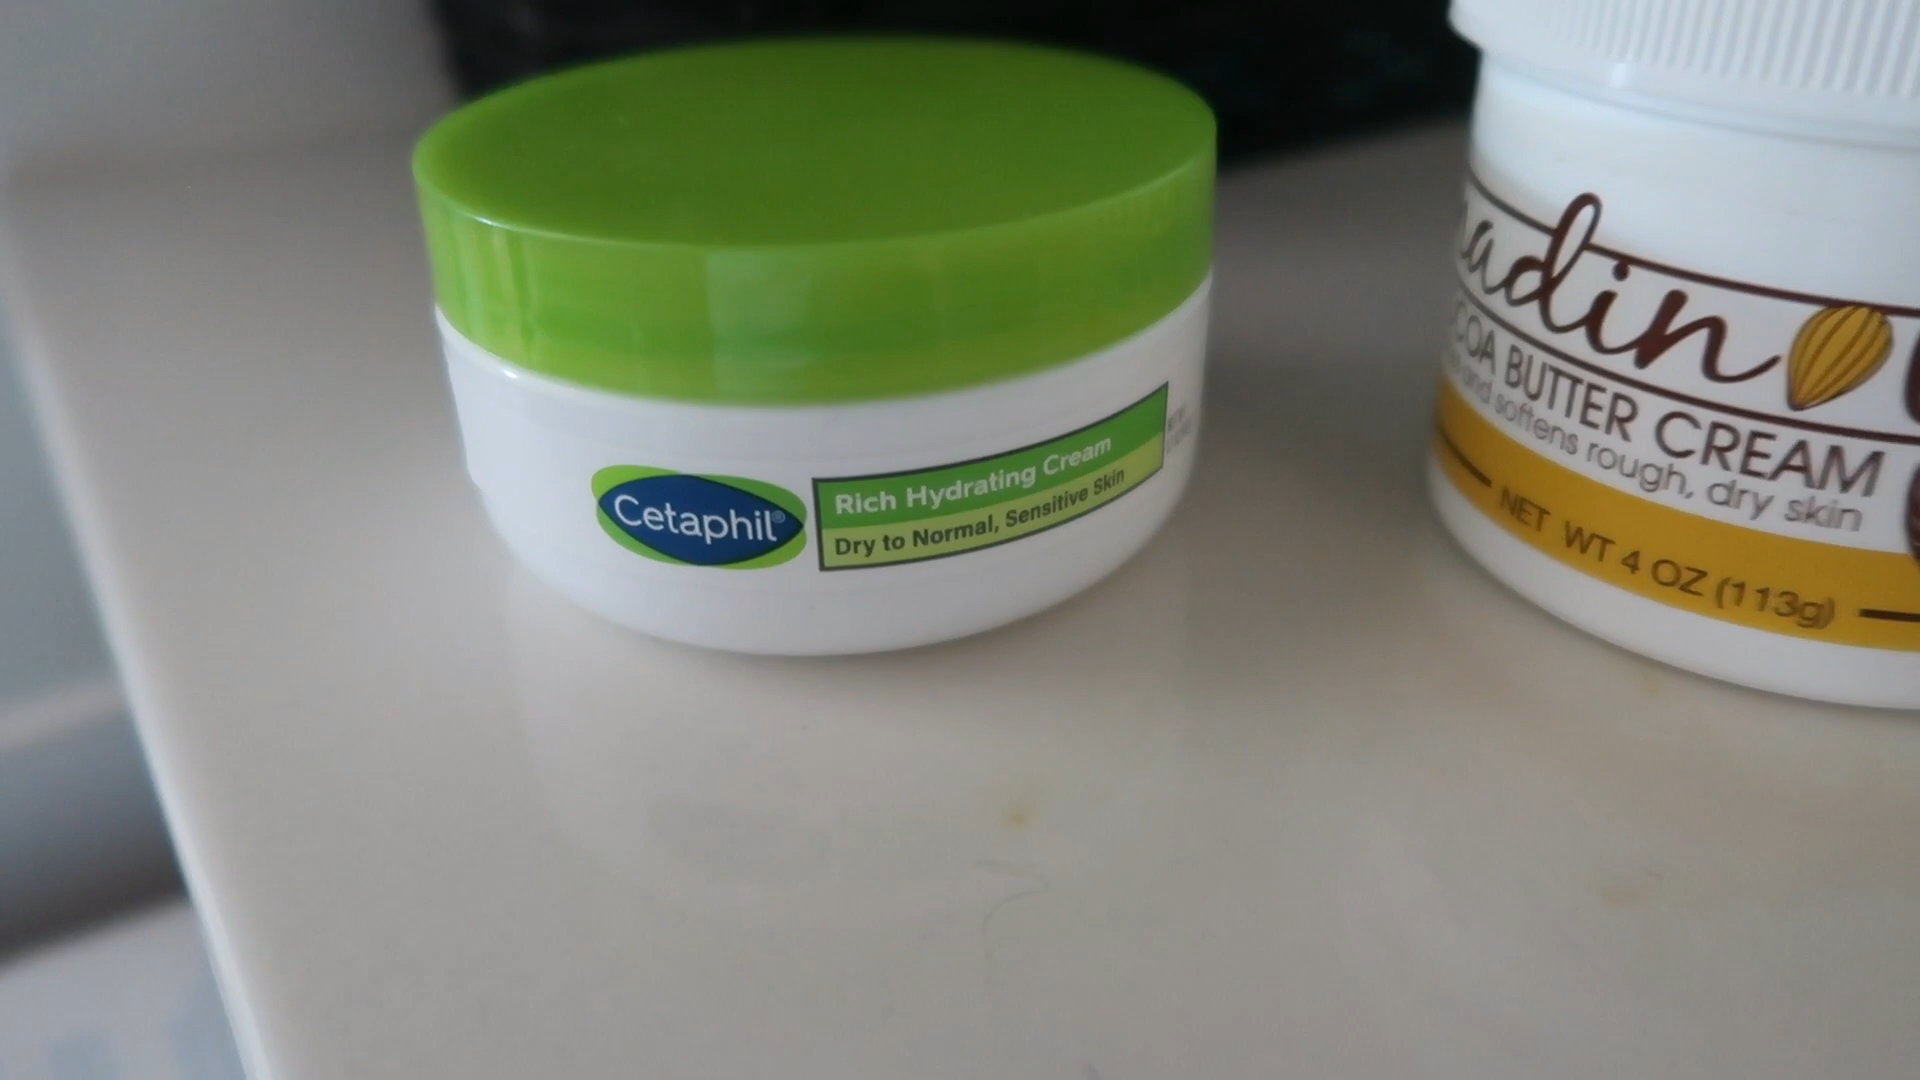 Cetaphil®
Rich Hydrating Cream
Dry to Normal, Sensitive Skin
adin
COA BUTTER CREAM
and softens rough, dry skin
NET WT 4 OZ (113g)